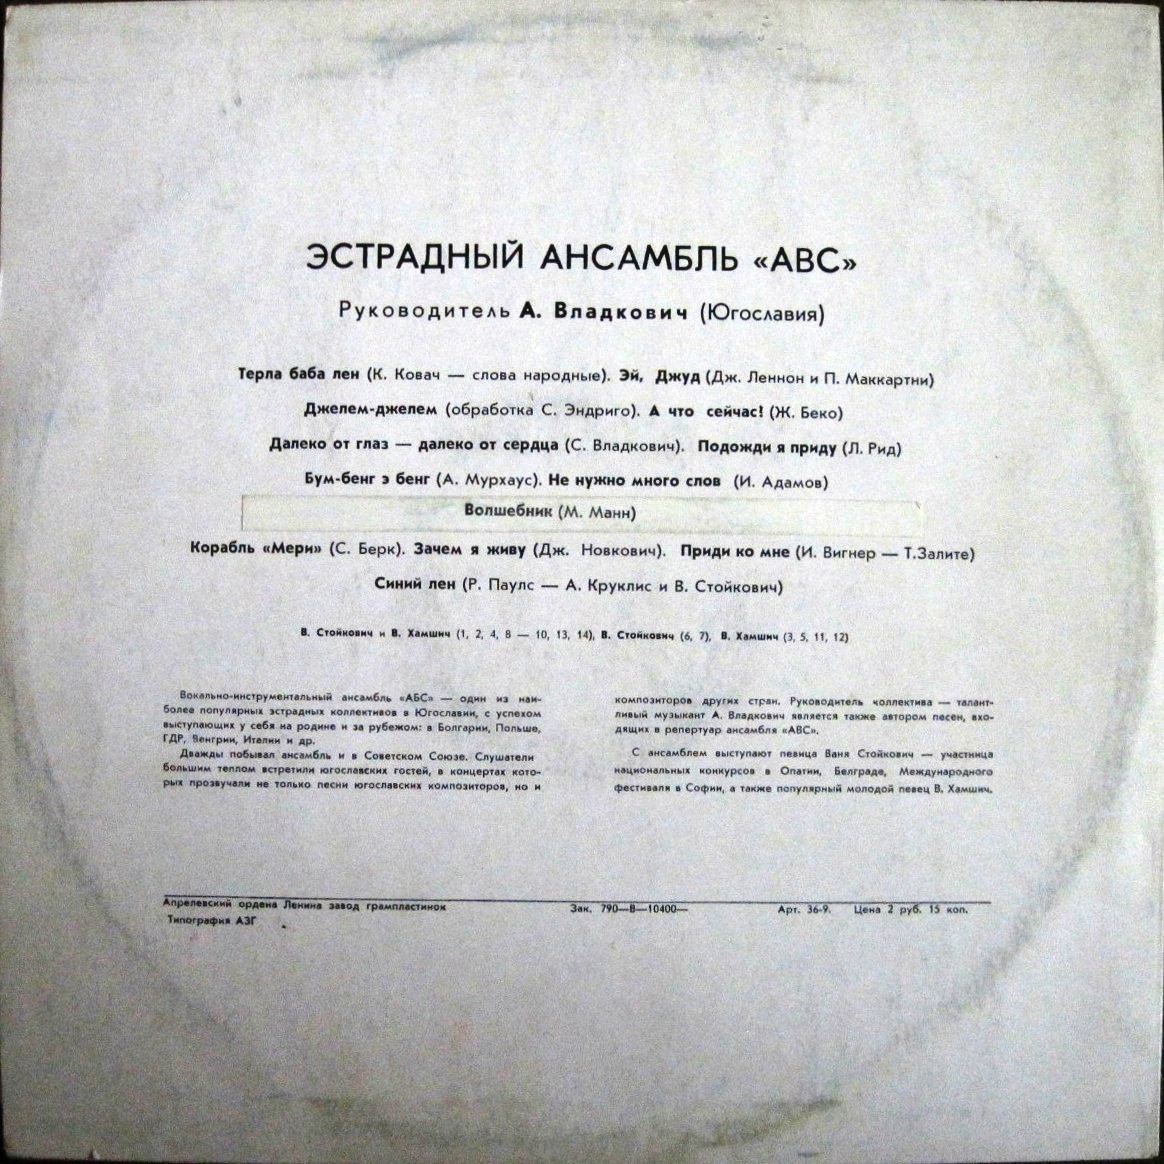 ЭСТРАДНЫЙ АНСАМБЛЬ «АВС»
Руководитель А. Владкович (Югославия)
Терла баба лен (К. Ковач — слова народные). Эй, Джуд (Дж. Леннон и П. Маккартни)
Джелем-джелем (обработка С. Эндриго). А что сейчас! (Ж. Беко)
Далеко от глаз — далеко от сердца (С. Владкович). Подожди я приду (Л. Рид)
Бум-бенг э бенг (А. Мурхаус). Не нужно много слов (И. Адамов)
Волшебник (М. Манн)
Корабль «Мери» (С. Берк). Зачем я живу (Дж. Новкович). Приди ко мне (И. Вигнер — Т.Залите)
Синий лен (Р. Паулс — А. Круклис и В. Стойкович)
В. Стойкович и В. Хамшич (1, 2, 4, 8 — 10, 13, 14), В. Стойкович (6, 7), В. Хамшич (3, 5, 11, 12)
Вокально-инструментальный ансамбль «АБС» — один из наи-
более популярных эстрадных коллективов в Югославии, с успехом
выступающих у себя на родине и за рубежом: в Болгарии, Польше,
ГДР, Венгрии, Италии и др.
Дважды побывал ансамбль и в Советском Союзе. Слушатели
большим теплом встретили югославских гостей, в концертах кото-
рых прозвучали не только песни югославских композиторов, но и
композиторов других стран. Руководитель коллектива — талант-
ливый музыкант А. Владкович является также автором песен, вхо-
дящих в репертуар ансамбля «АВС».
С ансамблем выступают певица Ваня Стойкович — участница
национальных конкурсов в Опатии, Белграде, Международного
фестиваля в Софии, а также популярный молодой певец В. Хамшич.
Апрелевский ордена Ленина завод грампластинок
Типография АЗГ
Зак. 790—В—10400—
Арт. 36-9. Цена 2 руб. 15 коп.